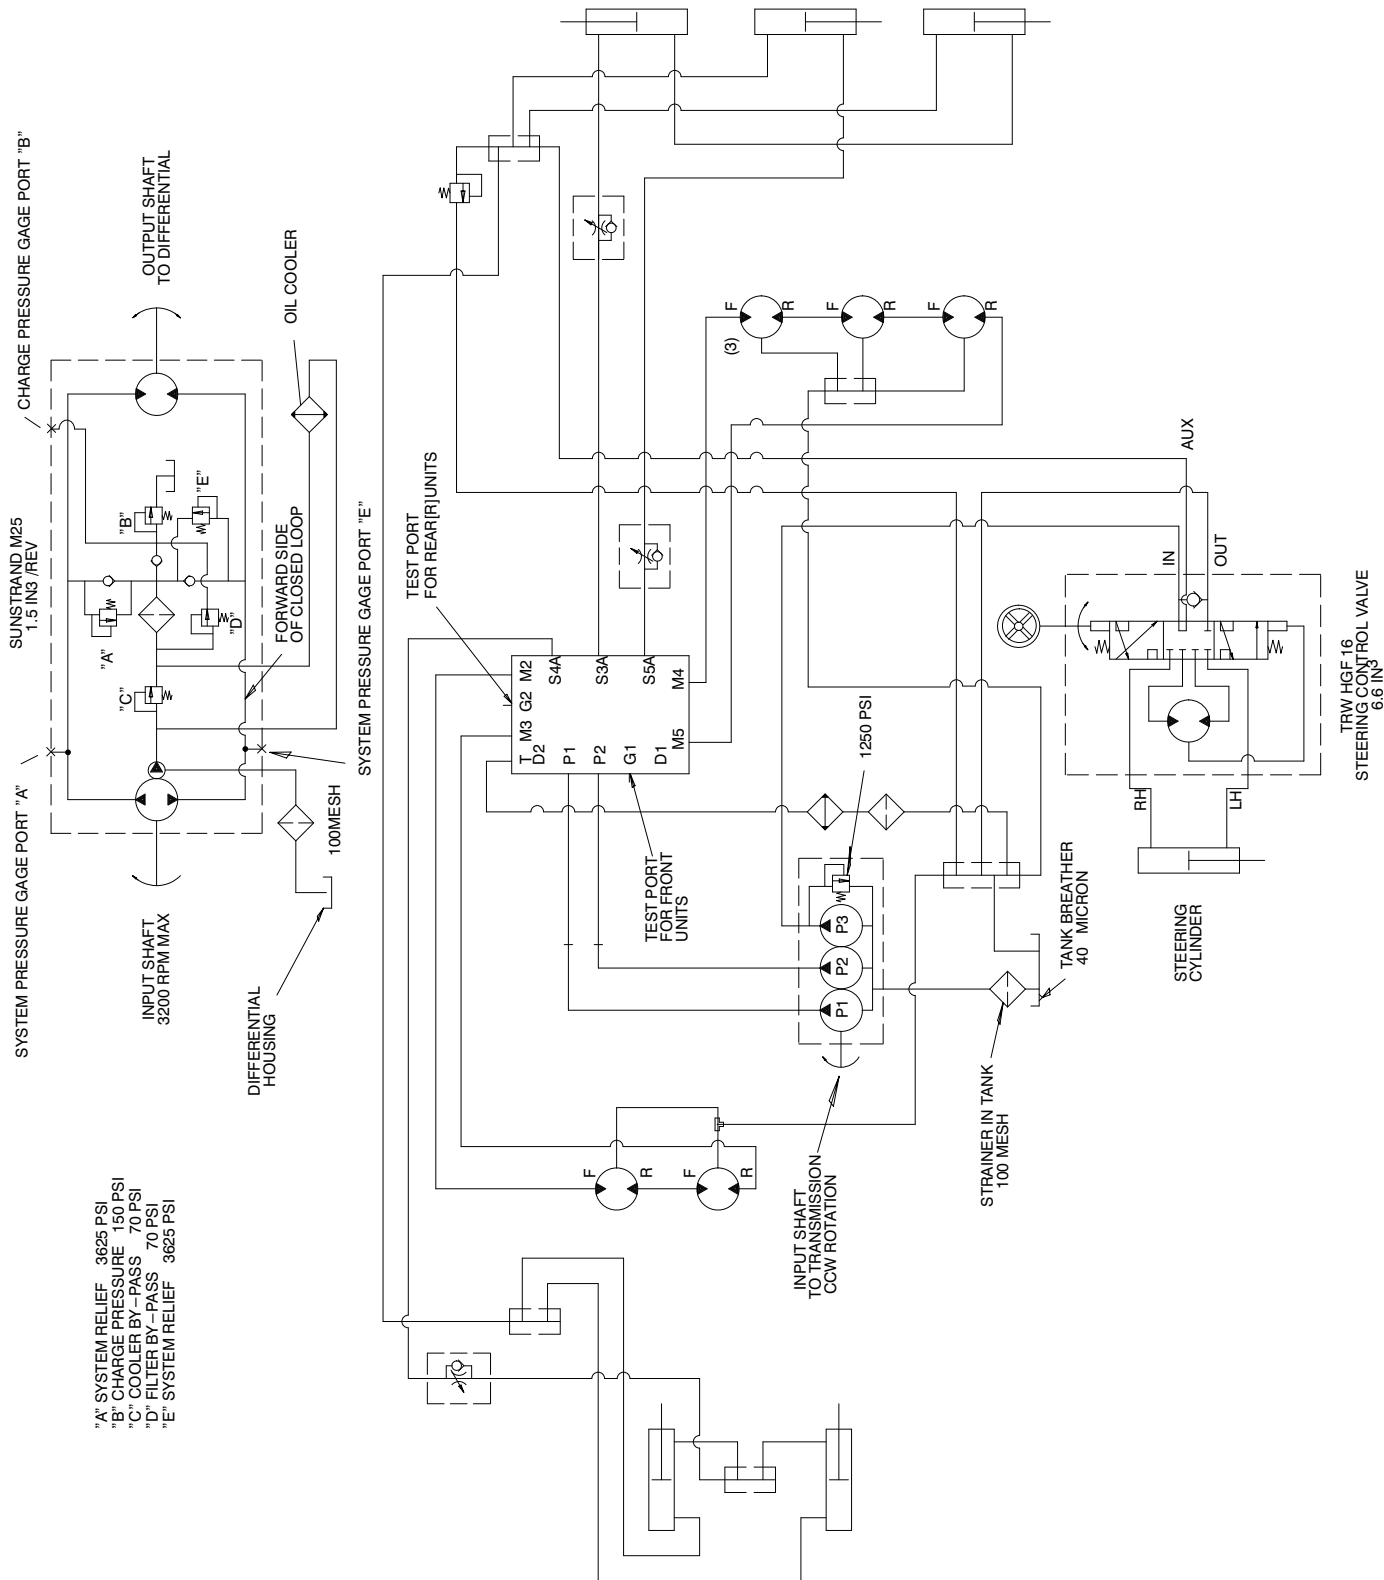 SYSTEM PRESSURE GAGE PORT "A"
SUNSTRAND M25
1.5 IN3 /REV
CHARGE PRESSURE GAGE PORT "B"
INPUT SHAFT
3200 RPM MAX
"C"
"A"
"D"
"B"
"E"
OUTPUT SHAFT
TO DIFFERENTIAL
OIL COOLER
FORWARD SIDE
OF CLOSED LOOP
SYSTEM PRESSURE GAGE PORT "E"
100MESH
DIFFERENTIAL
HOUSING
"A" SYSTEM RELIEF 3625 PSI
"B" CHARGE PRESSURE 150 PSI
"C" COOLER BY-PASS 70 PSI
"D" FILTER BY-PASS 70 PSI
"E" SYSTEM RELIEF 3625 PSI
TEST PORT
FOR REAR[R]UNITS
M3 G2 M2
T
D2
S4A
P1
P2
S3A
G1
S5A
D1
M5
M4
TEST PORT
FOR FRONT
UNITS
1250 PSI
P1
P2
P3
F
R
F
R
(3)
F
R
F
R
F
R
INPUT SHAFT
TO TRANSMISSION
CCW ROTATION
STRAINER IN TANK
100 MESH
TANK BREATHER
40 MICRON
STEERING
CYLINDER
RH
LH
IN
OUT
AUX
TRW HGF 16
STEERING CONTROL VALVE
6.6 IN3